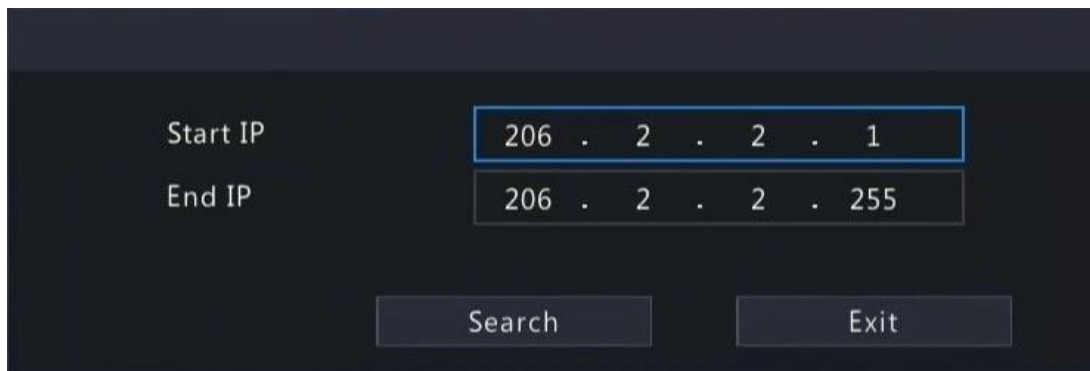 Start IP 206 . 2 . 2 . 1
End IP 206 . 2 . 2 . 255
Search Exit